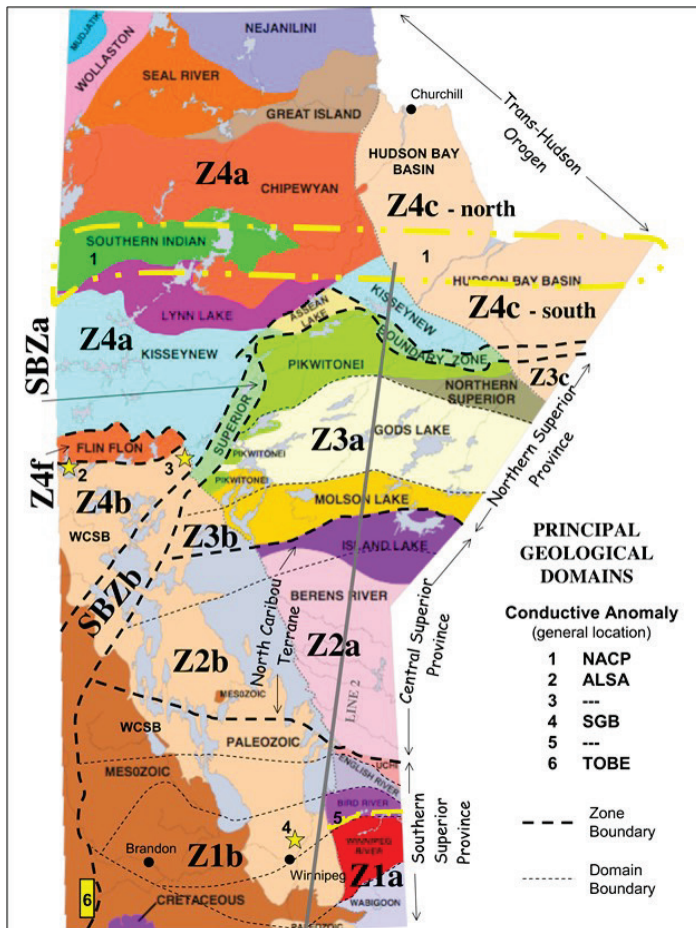 MUDJATIK
WOLLASTON
NEJANILINI
SEAL RIVER
GREAT ISLAND
Churchill
Trans-Hudson
Orogen
HUDSON BAY
BASIN
Z4a
CHIPEWYAN
Z4c - north
SOUTHERN INDIAN
1
1
HUDSON BAY BASIN
LYNN LAKE
ASSEAN
LAKE
KISSEYNEW
Z4c - south
SBZa
Z4a
KISSEYNEW
?
BOUNDARY ZONE
PIKWITONEI
Z3c
NORTHERN
SUPERIOR
SUPERIOR
Z3a
GODS LAKE
Northern Superior
Province
FLIN FLON
Z4f
2
3
PIKWITONEI
PIKWITONEI
Z4b
WCSB
MOLSON LAKE
Z3b
ISLAND LAKE
SBZb
BERENS RIVER
North Caribou
Terrane
Z2a
Central Superior
Province
Z2b
MESOZOIC
LINE 2
WCSB
PALEOZOIC
MESOZOIC
UCHI
ENGLISH RIVER
BIRD RIVER
5
4
WINNIPEG
RIVER
Southern Superior
Province
Brandon
Z1b
Winnipeg
Z1a
6
CRETACEOUS
WABIGOON
PALEOZOIC
PRINCIPAL
GEOLOGICAL
DOMAINS
Conductive Anomaly
(general location)
1 NACP
2 ALSA
3 ---
4 SGB
5 ---
6 TOBE
Zone
Boundary
Domain
Boundary